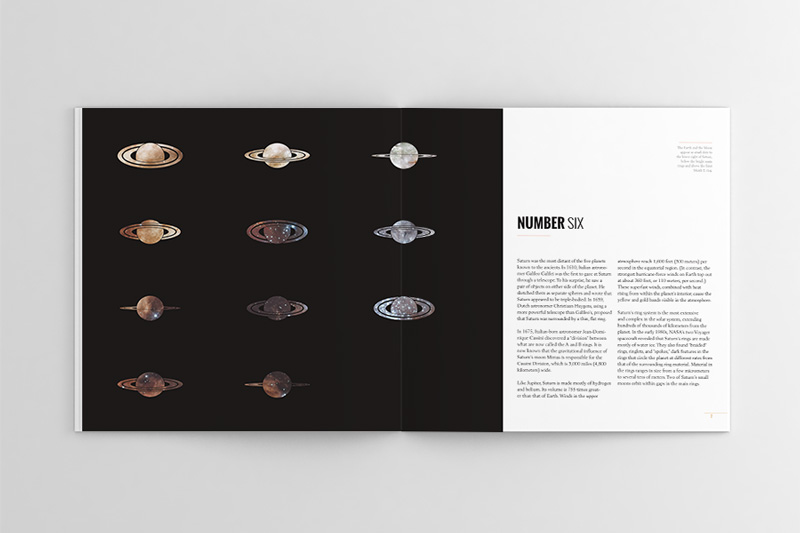 This Earth and the Moon
NUMBER SIX
Saturn was the most distant of the five planets
known to the ancients. In 1610, Italian astrono-
mer Galileo Galilei was the first to gaze at Saturn
through a telescope. To his surprise, he saw a
pair of objects on either side of the planet. He
sketched them as separate spheres and wrote that
Saturn appeared to be triple-bodied. In 1659,
Dutch astronomer Christiaan Huygens, using a
more powerful telescope than Galileo's, proposed
that Saturn was surrounded by a thin, flat ring.
In 1675, Italian-born astronomer Jean-Domi-
nique Cassini discovered a "division" between
what are now called the A and B rings. It is
now known that the gravitational influence of
Saturn's moon Mimas is responsible for the
Cassini Division, which is 3,000 miles (4,800
kilometers) wide.
Like Jupiter, Saturn is made mostly of hydrogen
and helium. Its volume is 755 times great-
er than that of Earth. Winds in the upper
atmosphere reach 1,600 feet (500 meters) per
second in the equatorial region. (In contrast, the
strongest hurricane-force winds on Earth top out
at about 360 feet, or 110 meters, per second.)
These superfast winds, combined with heat
rising from within the planet's interior, cause the
yellow and gold bands visible in the atmosphere.
Saturn's ring system is the most extensive
and complex in the solar system, extending
hundreds of thousands of kilometers from the
planet. In the early 1980s, NASA's two Voyager
spacecraft revealed that Saturn's rings are made
mostly of water ice. They also found "braided"
rings, ringlets, and "spokes," dark features in the
rings that circle the planet at different rates from
that of the surrounding ring material. Material in
the rings ranges in size from a few micrometers
to several tens of meters. Two of Saturn's small
moons orbit within gaps in the main rings.